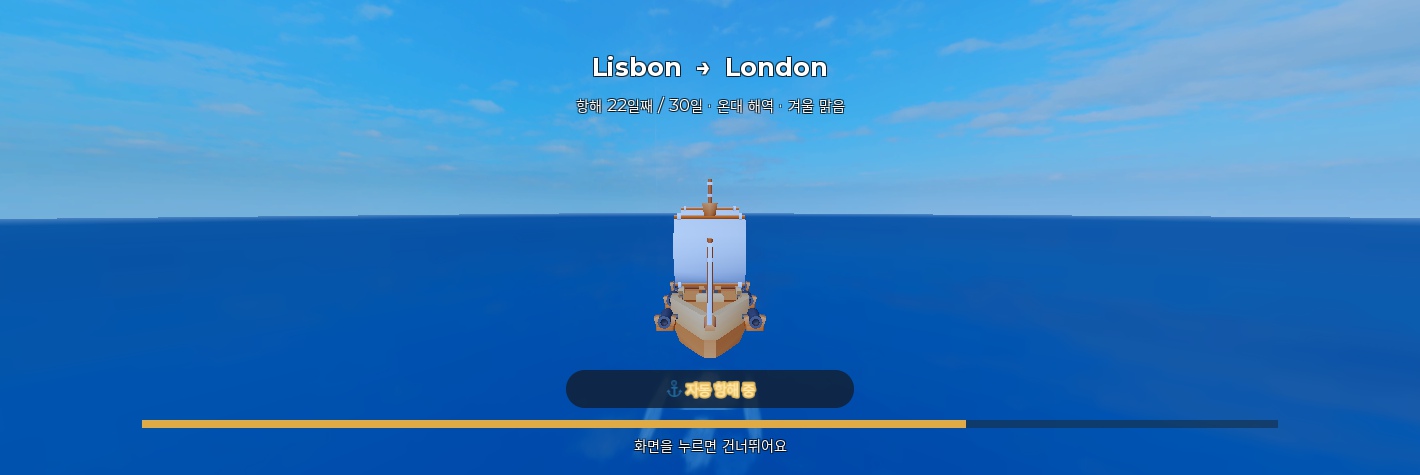 Lisbon → London
항해 22일째 / 30일 · 온대 해역 · 겨울 맑음
⚓ 자동 항해 중
화면을 누르면 건너뛰어요